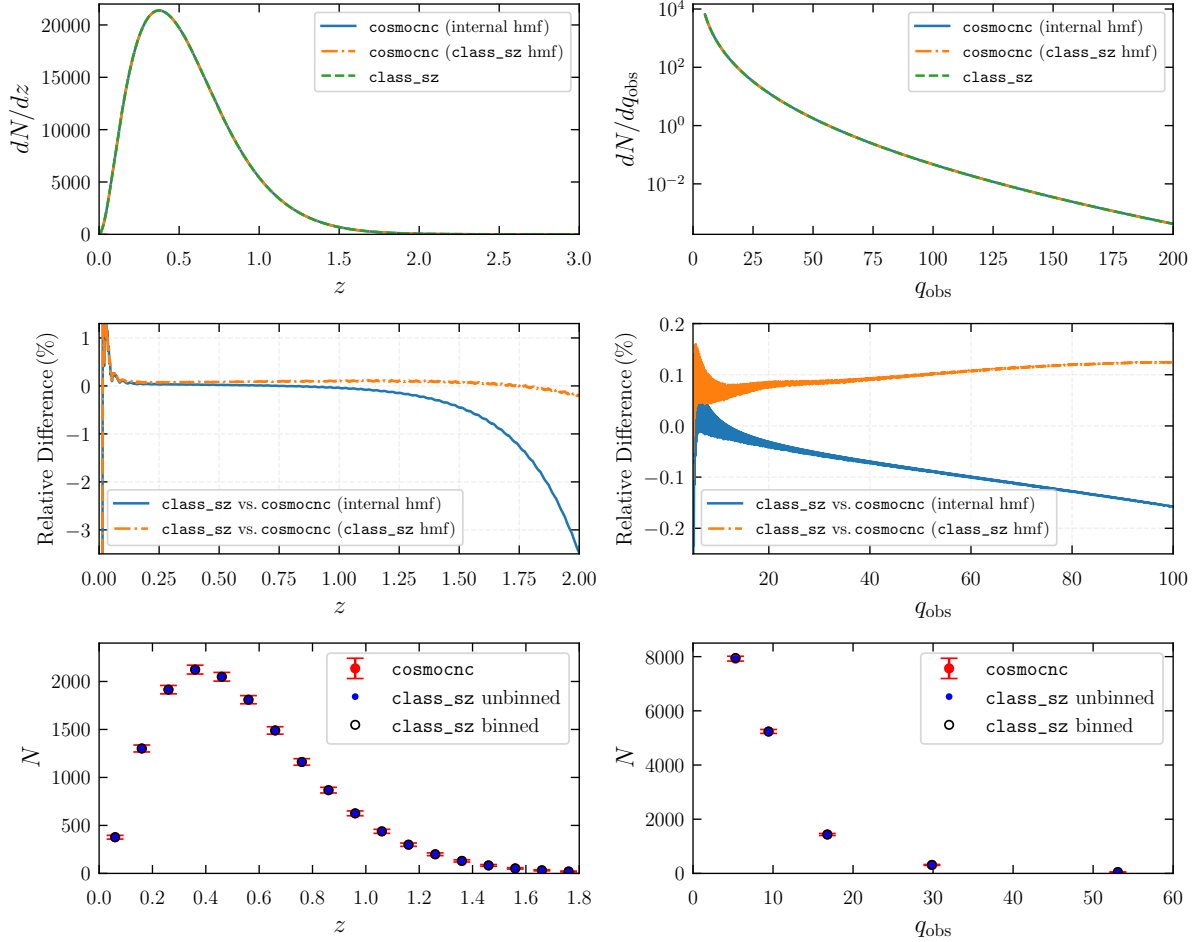 cosmocnc (internal hmf)
cosmocnc (class_sz hmf)
class_sz
dN/dz
20000
15000
10000
5000
0
0.0 0.5 1.0 1.5 2.0 2.5 3.0
z
cosmocnc (internal hmf)
cosmocnc (class_sz hmf)
class_sz
dN/dq_obs
10^4
10^2
10^0
10^−2
0 25 50 75 100 125 150 175 200
q_obs
Relative Difference (%)
1
0
−1
−2
−3
class_sz vs. cosmocnc (internal hmf)
class_sz vs. cosmocnc (class_sz hmf)
0.00 0.25 0.50 0.75 1.00 1.25 1.50 1.75 2.00
z
Relative Difference (%)
0.2
0.1
0.0
−0.1
−0.2
class_sz vs. cosmocnc (internal hmf)
class_sz vs. cosmocnc (class_sz hmf)
20 40 60 80 100
q_obs
N
2000
1500
1000
500
0
cosmocnc
class_sz unbinned
class_sz binned
0.0 0.2 0.4 0.6 0.8 1.0 1.2 1.4 1.6 1.8
z
N
8000
6000
4000
2000
0
cosmocnc
class_sz unbinned
class_sz binned
0 10 20 30 40 50 60
q_obs